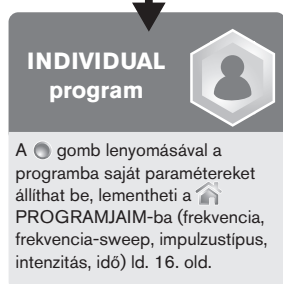 INDIVIDUAL
program
A gomb lenyomásával a
programba saját paramétereket
állíthat be, lementheti a
PROGRAMJAIM-ba (frekvencia,
frekvencia-sweep, impulzustípus,
intenzitás, idő) ld. 16. old.